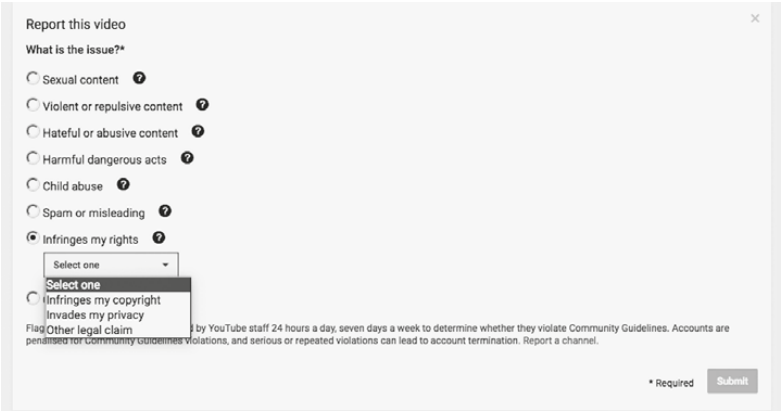 Report this video
What is the issue?*
Sexual content ?
Violent or repulsive content ?
Hateful or abusive content ?
Harmful dangerous acts ?
Child abuse ?
Spam or misleading ?
Infringes my rights ?
Select one
Select one
Infringes my copyright
Invades my privacy
Other legal claim
Flag by YouTube staff 24 hours a day, seven days a week to determine whether they violate Community Guidelines. Accounts are
penalised for Community Guidelines violations, and serious or repeated violations can lead to account termination. Report a channel.
* Required Submit